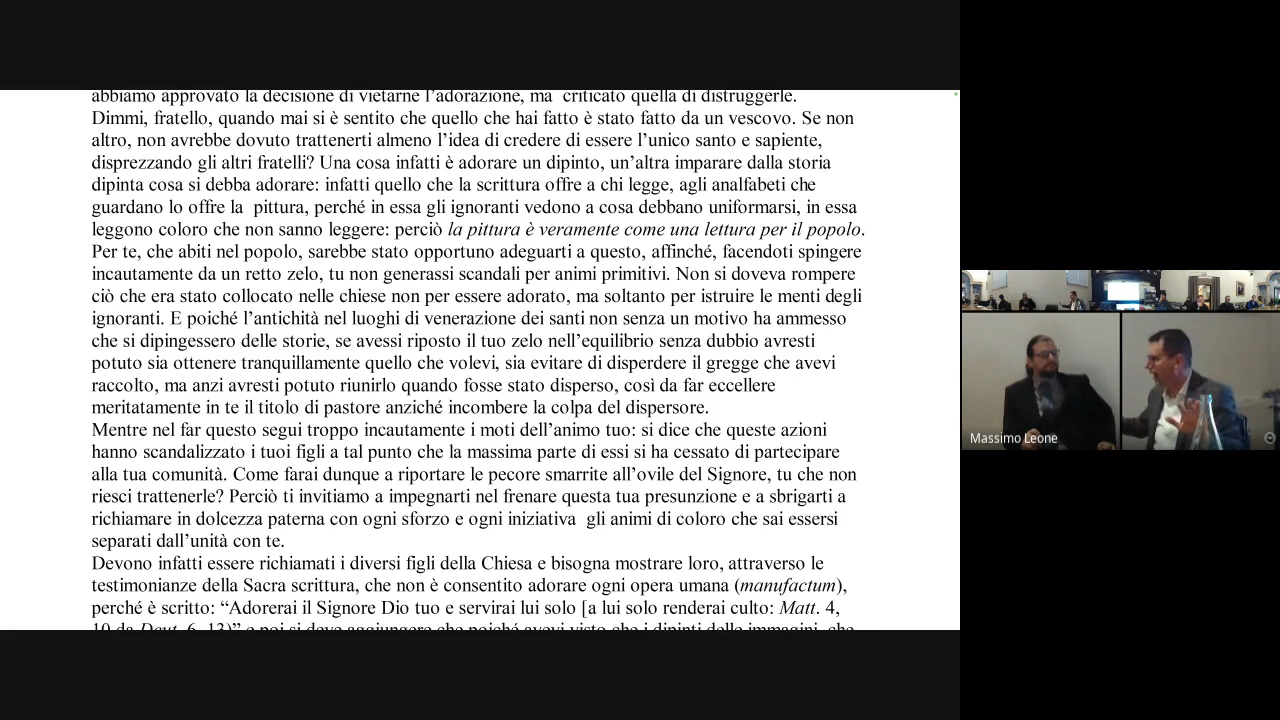 abbiamo approvato la decisione di vietarne l’adorazione, ma  criticato quella di distruggerle.
Dimmi, fratello, quando mai si è sentito che quello che hai fatto è stato fatto da un vescovo. Se non
altro, non avrebbe dovuto trattenerti almeno l’idea di credere di essere l’unico santo e sapiente,
disprezzando gli altri fratelli? Una cosa infatti è adorare un dipinto, un’altra imparare dalla storia
dipinta cosa si debba adorare: infatti quello che la scrittura offre a chi legge, agli analfabeti che
guardano lo offre la  pittura, perché in essa gli ignoranti vedono a cosa debbano uniformarsi, in essa
leggono coloro che non sanno leggere: perciò la pittura è veramente come una lettura per il popolo.
Per te, che abiti nel popolo, sarebbe stato opportuno adeguarti a questo, affinché, facendoti spingere
incautamente da un retto zelo, tu non generassi scandali per animi primitivi. Non si doveva rompere
ciò che era stato collocato nelle chiese non per essere adorato, ma soltanto per istruire le menti degli
ignoranti. E poiché l’antichità nel luoghi di venerazione dei santi non senza un motivo ha ammesso
che si dipingessero delle storie, se avessi riposto il tuo zelo nell’equilibrio senza dubbio avresti
potuto sia ottenere tranquillamente quello che volevi, sia evitare di disperdere il gregge che avevi
raccolto, ma anzi avresti potuto riunirlo quando fosse stato disperso, così da far eccellere
meritatamente in te il titolo di pastore anziché incombere la colpa del dispersore.
Mentre nel far questo segui troppo incautamente i moti dell’animo tuo: si dice che queste azioni
hanno scandalizzato i tuoi figli a tal punto che la massima parte di essi si ha cessato di partecipare
alla tua comunità. Come farai dunque a riportare le pecore smarrite all’ovile del Signore, tu che non
riesci trattenerle? Perciò ti invitiamo a impegnarti nel frenare questa tua presunzione e a sbrigarti a
richiamare in dolcezza paterna con ogni sforzo e ogni iniziativa  gli animi di coloro che sai essersi
separati dall’unità con te.
Devono infatti essere richiamati i diversi figli della Chiesa e bisogna mostrare loro, attraverso le
testimonianze della Sacra scrittura, che non è consentito adorare ogni opera umana (manufactum),
perché è scritto: “Adorerai il Signore Dio tuo e servirai lui solo [a lui solo renderai culto: Matt. 4,
10 da Deut. 6, 13)” e poi si deve aggiungere che poiché avevi visto che i dipinti delle immagini, che
Massimo Leone